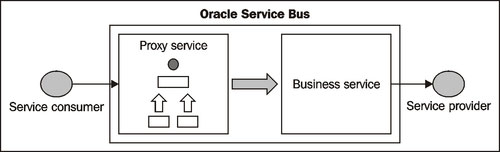 Oracle Service Bus
Proxy service
Business service
Service consumer
Service provider